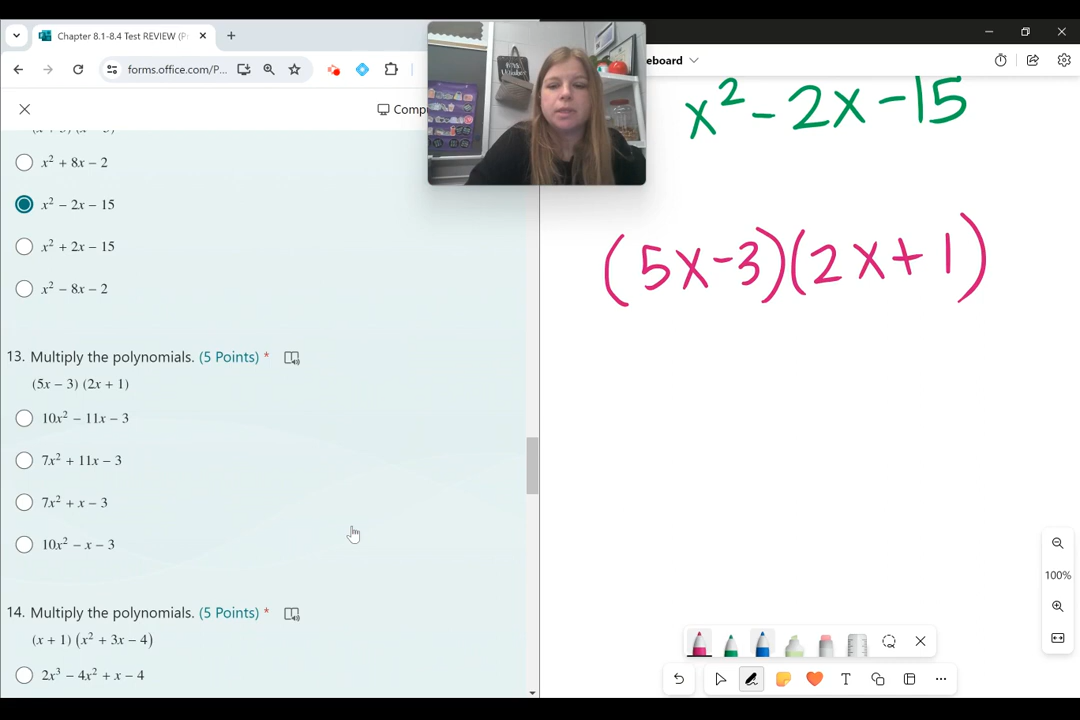 Chapter 8.1-8.4 Test REVIEW (P
forms.office.com/P...
Comp
eboard
x² + 8x − 2
x² − 2x − 15
x² + 2x − 15
x² − 8x − 2
13. Multiply the polynomials. (5 Points) *
(5x − 3) (2x + 1)
10x² − 11x − 3
7x² + 11x − 3
7x² + x − 3
10x² − x − 3
14. Multiply the polynomials. (5 Points) *
(x + 1) (x² + 3x − 4)
2x³ − 4x² + x − 4
x² - 2x - 15
(5x-3)(2x+1)
100%
T